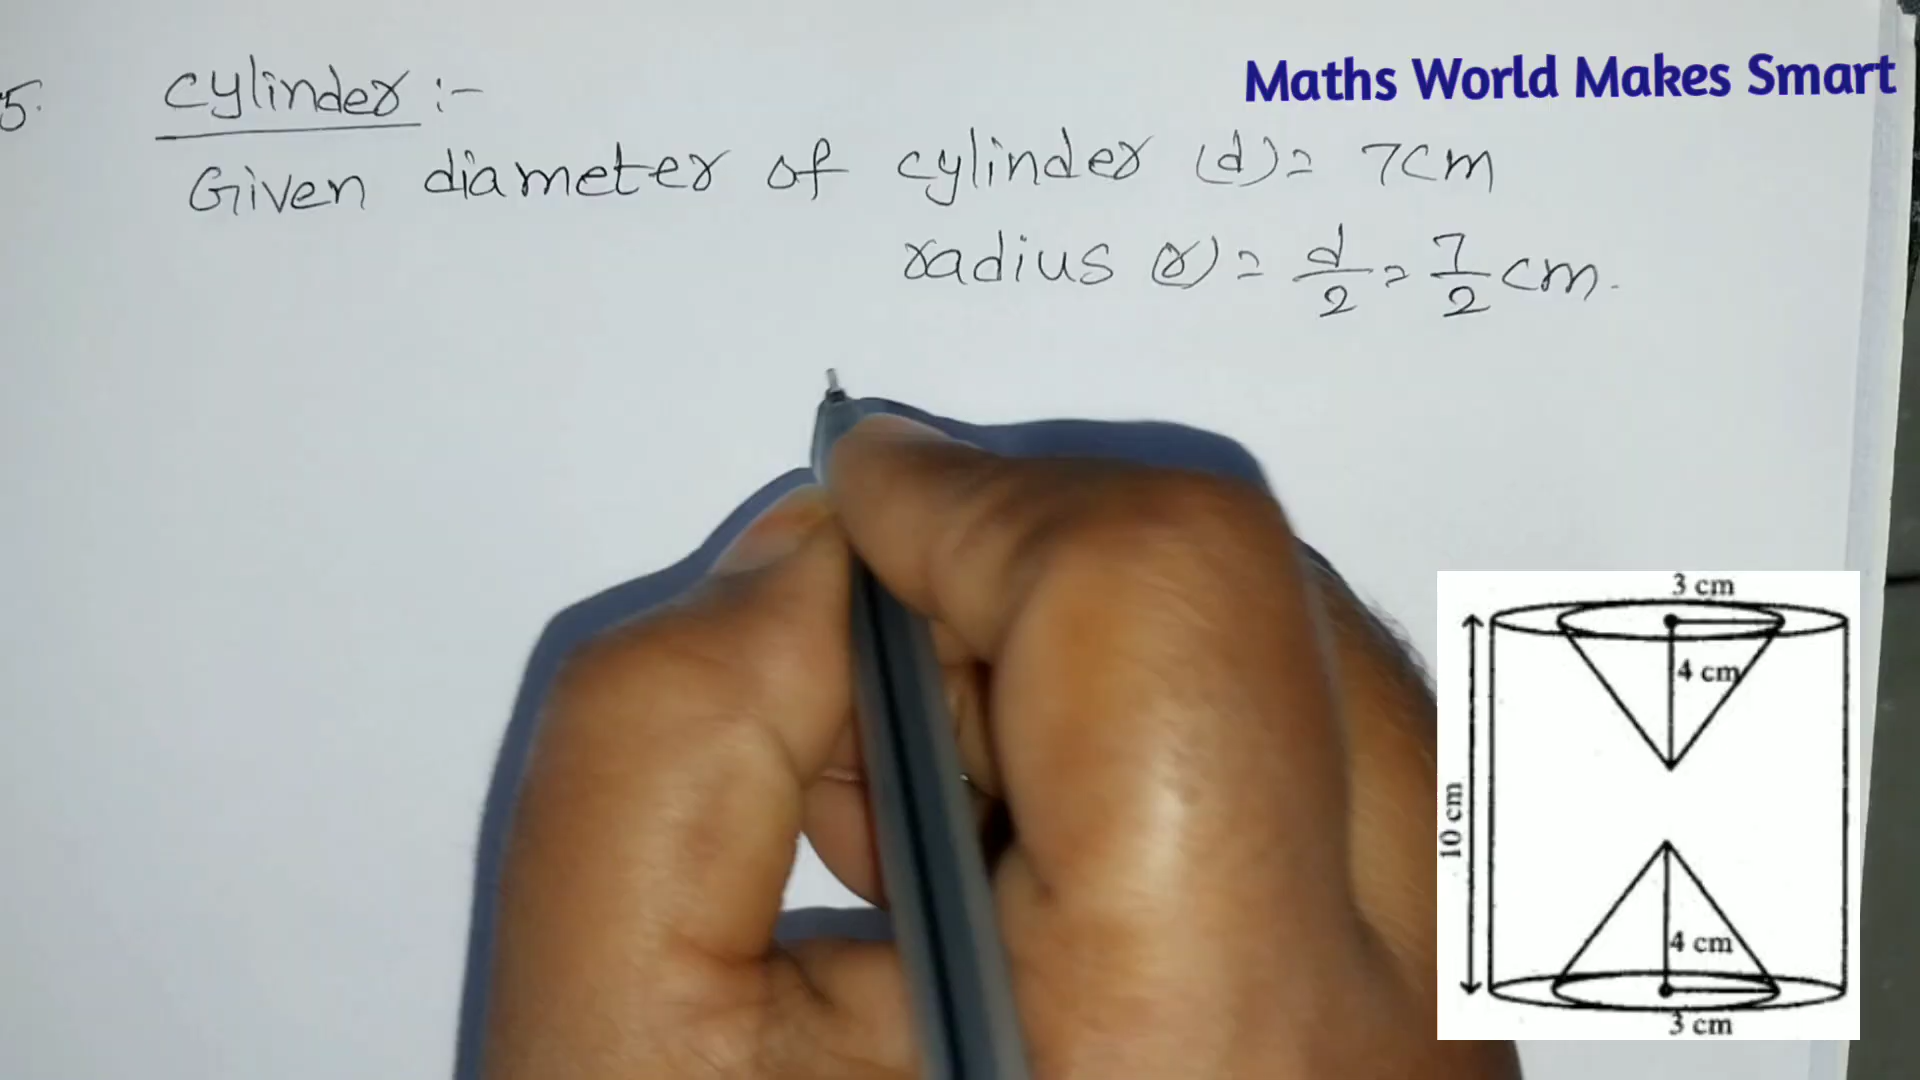 Maths World Makes Smart
5. Cylinder :-
Given diameter of cylinder (d) = 7cm
radius (r) = d/2 = 7/2 cm.
3 cm
4 cm
10 cm
4 cm
3 cm